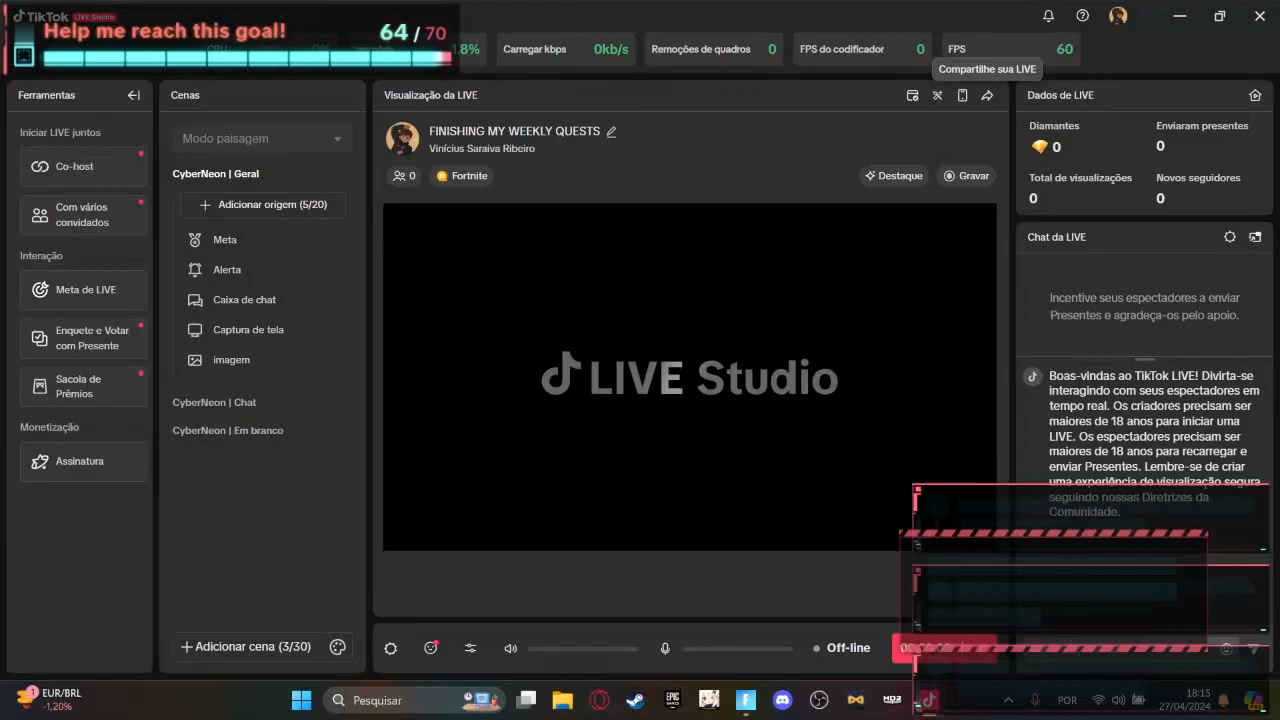 TikTok LIVE Studio
Help me reach this goal!
64 / 70
1.8%
Carregar kbps 0kb/s
Remoções de quadros 0
FPS do codificador 0
FPS 60
Compartilhe sua LIVE
Ferramentas
Iniciar LIVE juntos
Co-host
Com vários
convidados
Interação
Meta de LIVE
Enquete e Votar
com Presente
Sacola de
Prêmios
Monetização
Assinatura
Cenas
Modo paisagem
CyberNeon | Geral
Adicionar origem (5/20)
Meta
Alerta
Caixa de chat
Captura de tela
imagem
CyberNeon | Chat
CyberNeon | Em branco
Adicionar cena (3/30)
Visualização da LIVE
FINISHING MY WEEKLY QUESTS
Vinícius Saraiva Ribeiro
0
Fortnite
Destaque
Gravar
LIVE Studio
Off-line
Dados de LIVE
Diamantes
0
Enviaram presentes
0
Total de visualizações
0
Novos seguidores
0
Chat da LIVE
Incentive seus espectadores a enviar
Presentes e agradeça-os pelo apoio.
Boas-vindas ao TikTok LIVE! Divirta-se
interagindo com seus espectadores em
tempo real. Os criadores precisam ser
maiores de 18 anos para iniciar uma
LIVE. Os espectadores precisam ser
maiores de 18 anos para recarregar e
enviar Presentes. Lembre-se de criar
uma experiência de visualização segura
seguindo nossas Diretrizes da
Comunidade.
1
EUR/BRL
-1,20%
Pesquisar
EPIC
GAMES
POR
18:15
27/04/2024